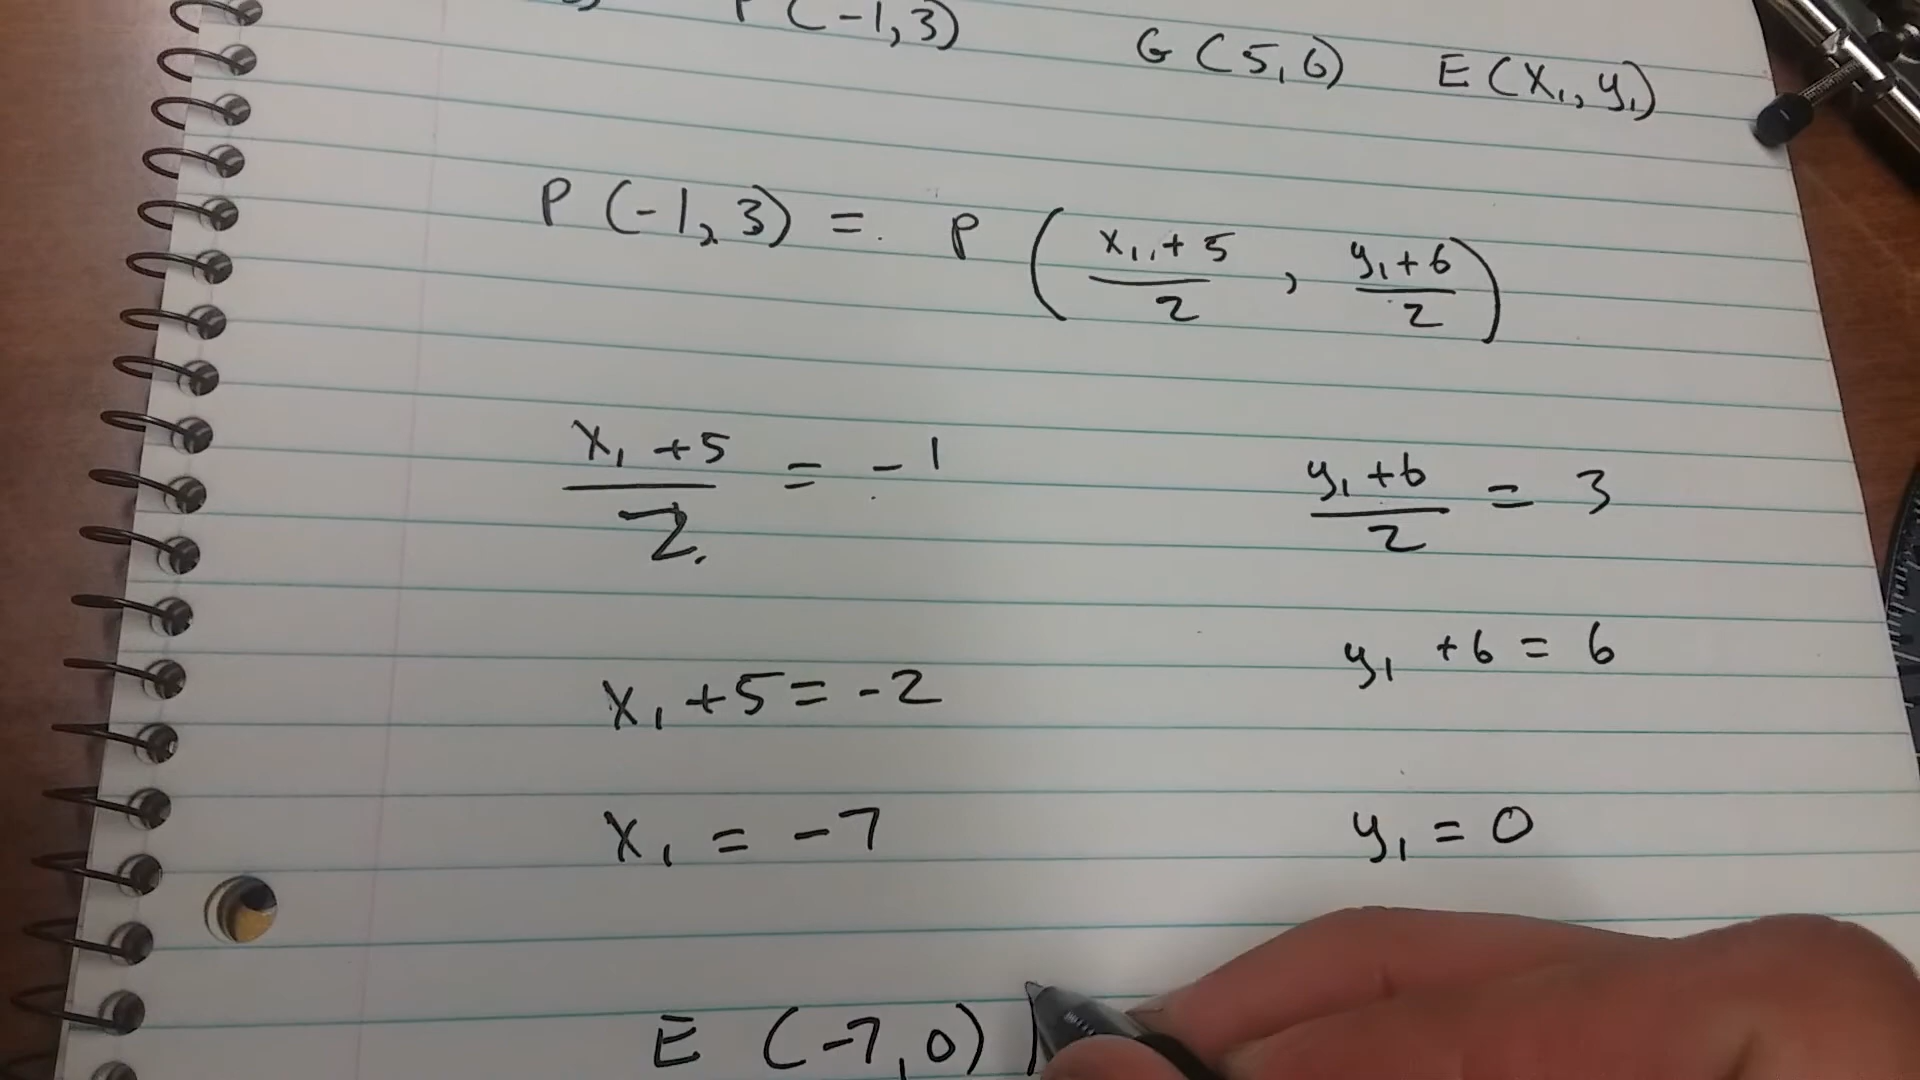 P(-1,3) G(5,6) E(x₁,y₁)
P(-1,3) = P((x₁+5)/2, (y₁+6)/2)
(x₁+5)/2 = -1 (y₁+6)/2 = 3
x₁+5=-2 y₁+6=6
x₁=-7 y₁=0
E(-7,0)